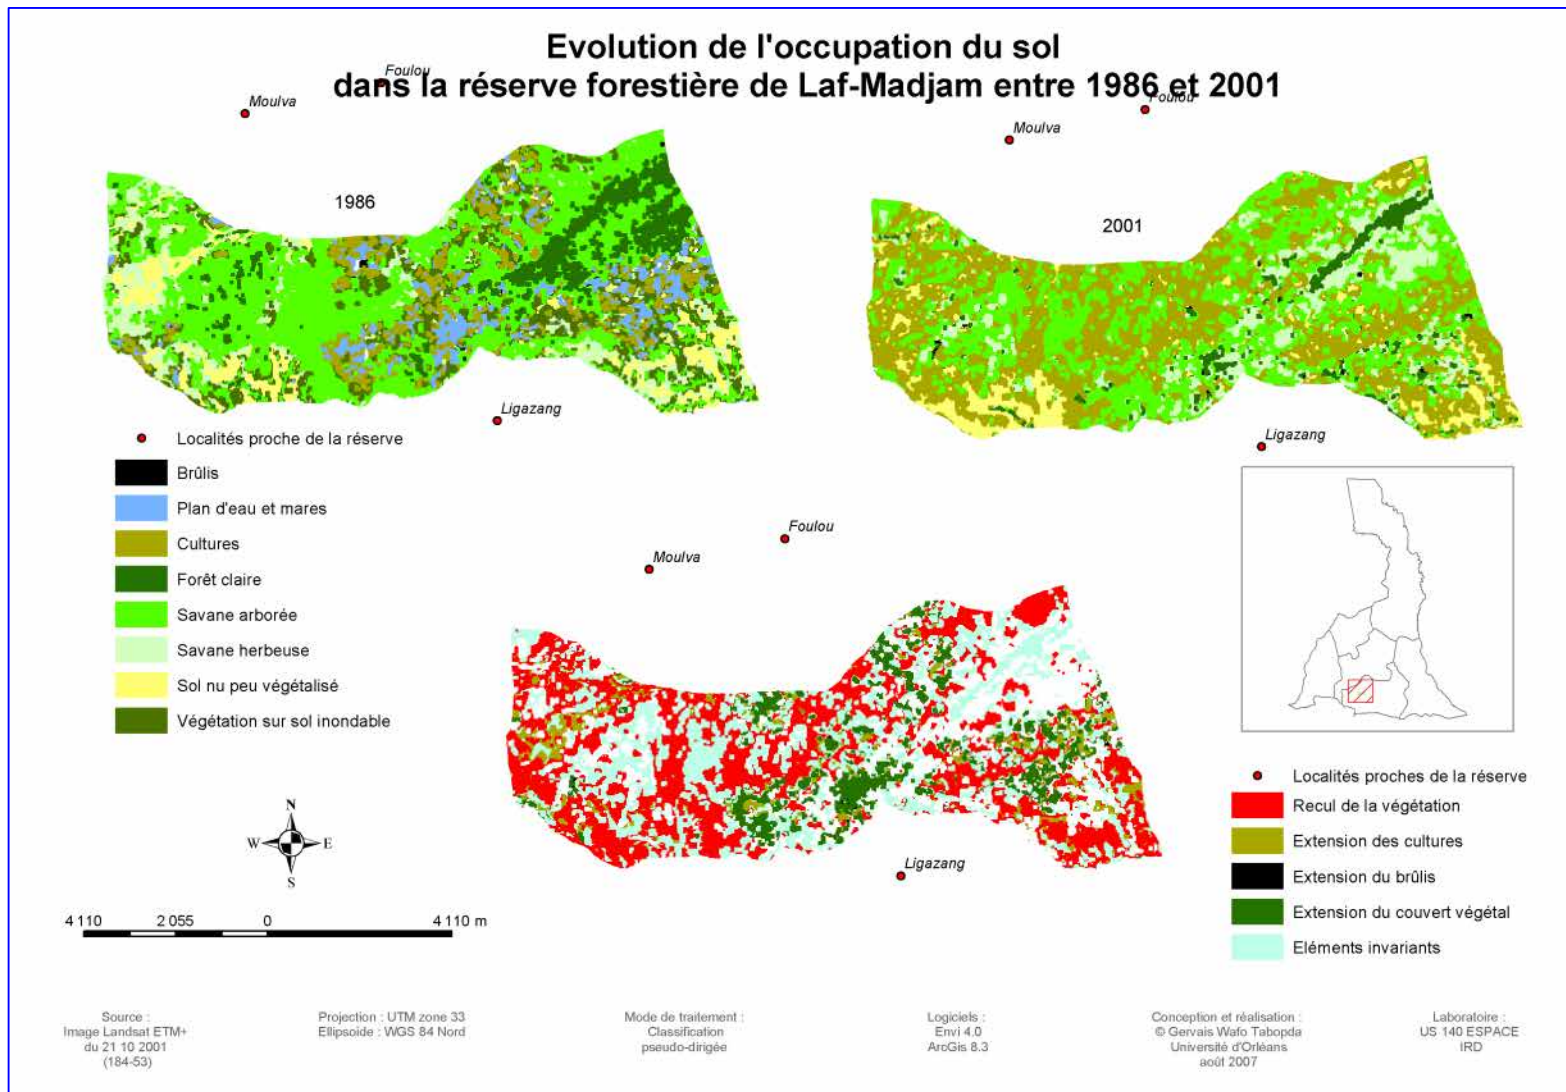 Evolution de l'occupation du sol
dans la réserve forestière de Laf-Madjam entre 1986 et 2001
Foulou
Moulva
1986
Ligazang
Foulou
Moulva
2001
Ligazang
Localités proche de la réserve
Brûlis
Plan d'eau et mares
Cultures
Forêt claire
Savane arborée
Savane herbeuse
Sol nu peu végétalisé
Végétation sur sol inondable
Foulou
Moulva
Ligazang
N
W E
S
4 110 2 055 0 4 110 m
Localités proches de la réserve
Recul de la végétation
Extension des cultures
Extension du brûlis
Extension du couvert végétal
Eléments invariants
Source :
Image Landsat ETM+
du 21 10 2001
(184-53)
Projection : UTM zone 33
Ellipsoide : WGS 84 Nord
Mode de traitement :
Classification
pseudo-dirigée
Logiciels :
Envi 4.0
ArcGis 8.3
Conception et réalisation :
© Gervais Wafo Tabopda
Université d'Orléans
août 2007
Laboratoire :
US 140 ESPACE
IRD